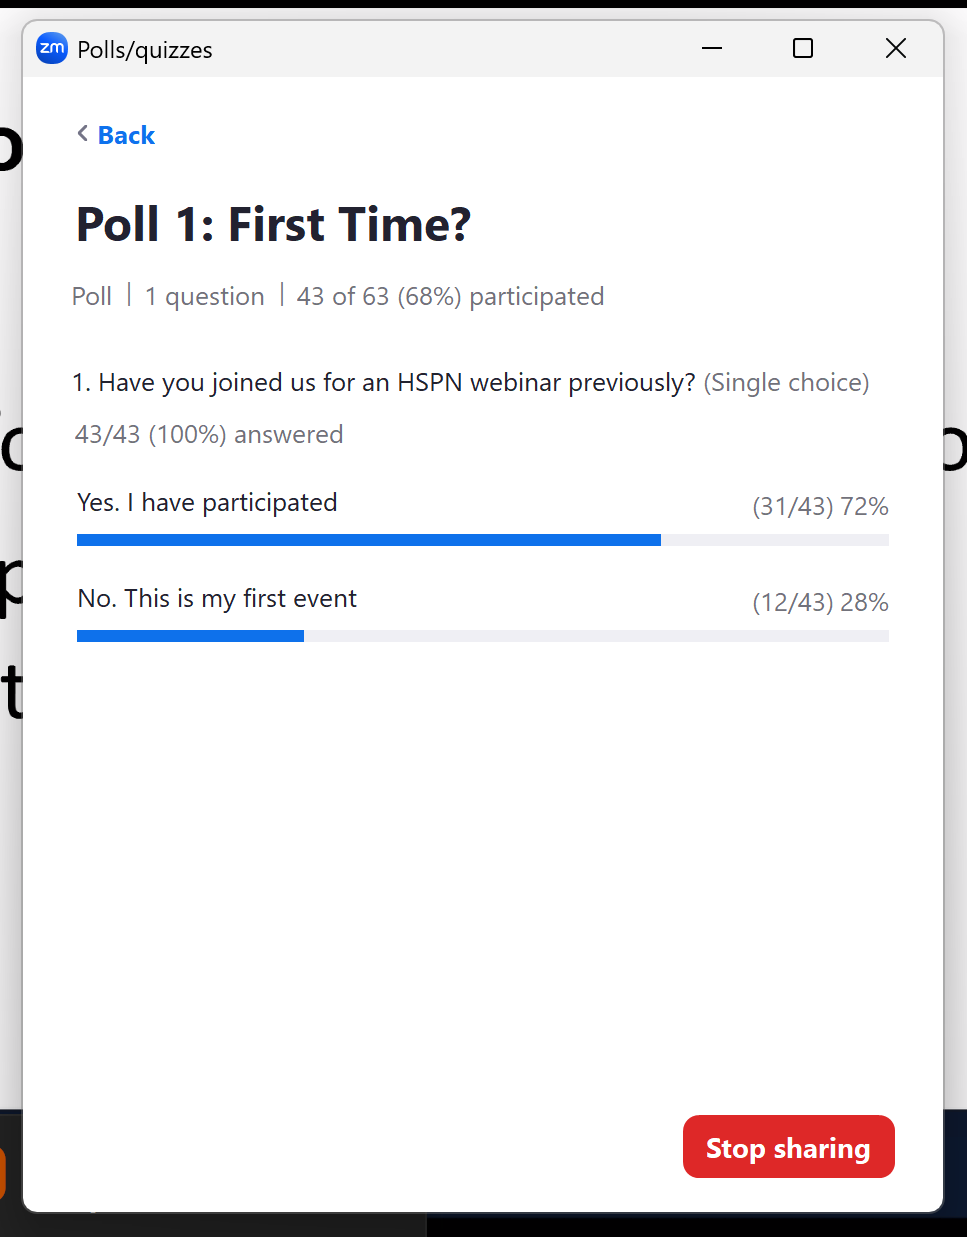 zm Polls/quizzes
Back
Poll 1: First Time?
Poll | 1 question | 43 of 63 (68%) participated
1. Have you joined us for an HSPN webinar previously? (Single choice)
43/43 (100%) answered
Yes. I have participated (31/43) 72%
No. This is my first event (12/43) 28%
Stop sharing